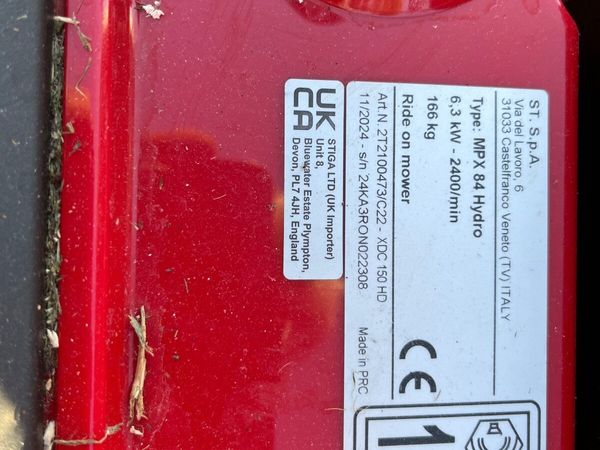 ST. S.p.A.
Via del Lavoro, 6
31033 Castelfranco Veneto (TV) ITALY
Type: MPX 84 Hydro
6,3 kW - 2400/min
166 kg
Ride on mower
Art.N. 2T2100473/C22 - XDC 150 HD
11/2024 - s/n 24KA3RON022308
Made in PRC
CE
1
UK
CA
STIGA LTD (UK Importer)
Unit 8,
Bluewater Estate Plympton,
Devon, PL7 4JH, England